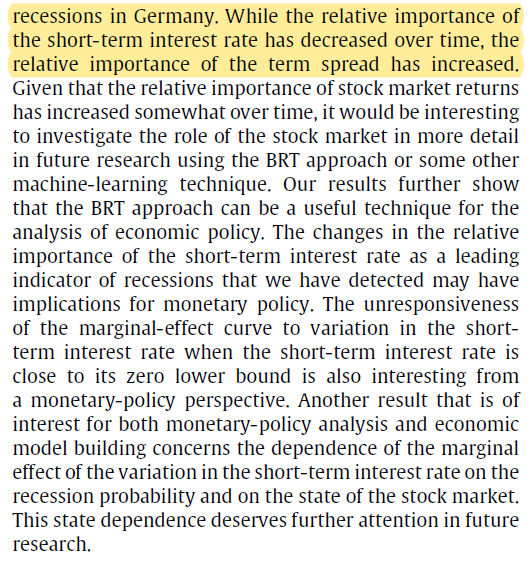 recessions in Germany. While the relative importance of
the short-term interest rate has decreased over time, the
relative importance of the term spread has increased.
Given that the relative importance of stock market returns
has increased somewhat over time, it would be interesting
to investigate the role of the stock market in more detail
in future research using the BRT approach or some other
machine-learning technique. Our results further show
that the BRT approach can be a useful technique for the
analysis of economic policy. The changes in the relative
importance of the short-term interest rate as a leading
indicator of recessions that we have detected may have
implications for monetary policy. The unresponsiveness
of the marginal-effect curve to variation in the short-
term interest rate when the short-term interest rate is
close to its zero lower bound is also interesting from
a monetary-policy perspective. Another result that is of
interest for both monetary-policy analysis and economic
model building concerns the dependence of the marginal
effect of the variation in the short-term interest rate on the
recession probability and on the state of the stock market.
This state dependence deserves further attention in future
research.